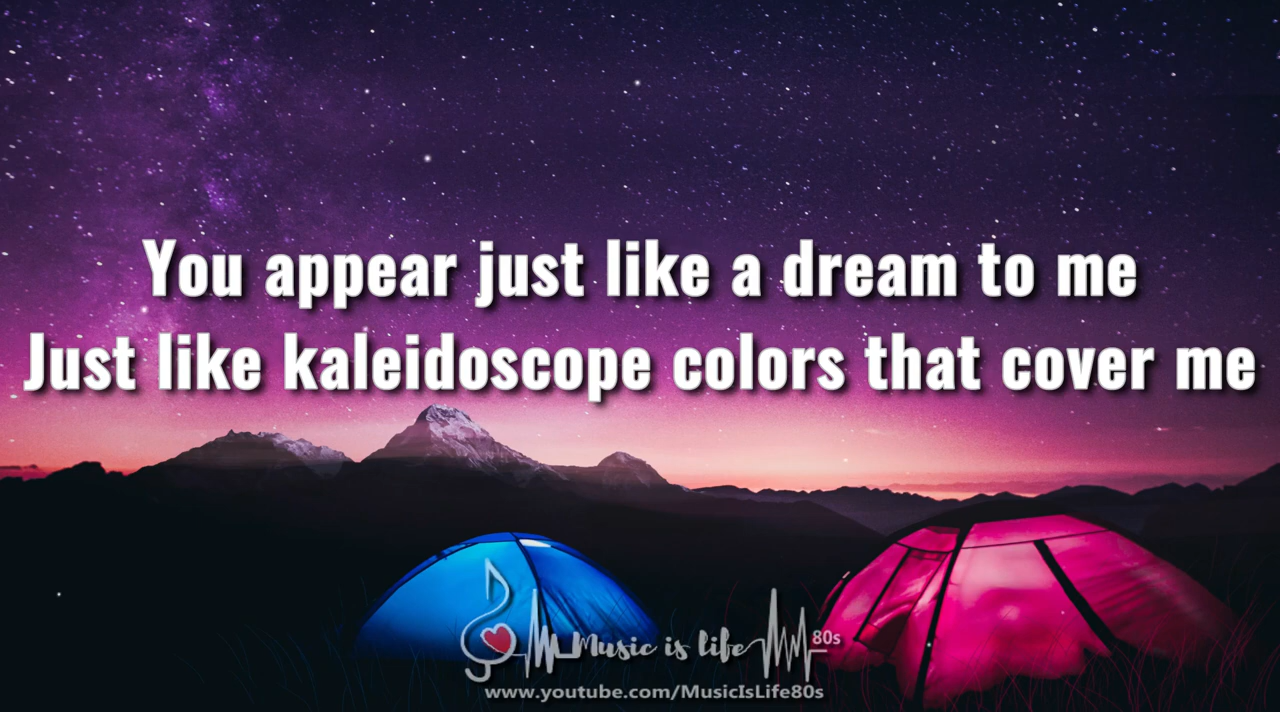 You appear just like a dream to me
Just like kaleidoscope colors that cover me
Music is life 80s
www.youtube.com/MusicIsLife80s